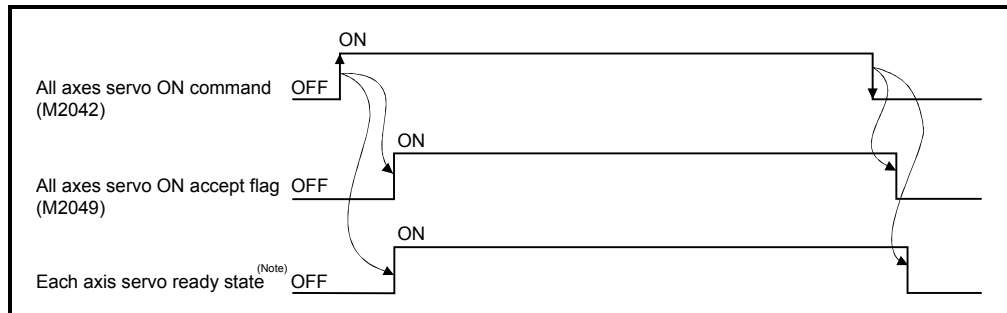 ON
All axes servo ON command OFF
(M2042)
ON
All axes servo ON accept flag OFF
(M2049)
ON
Each axis servo ready state (Note) OFF